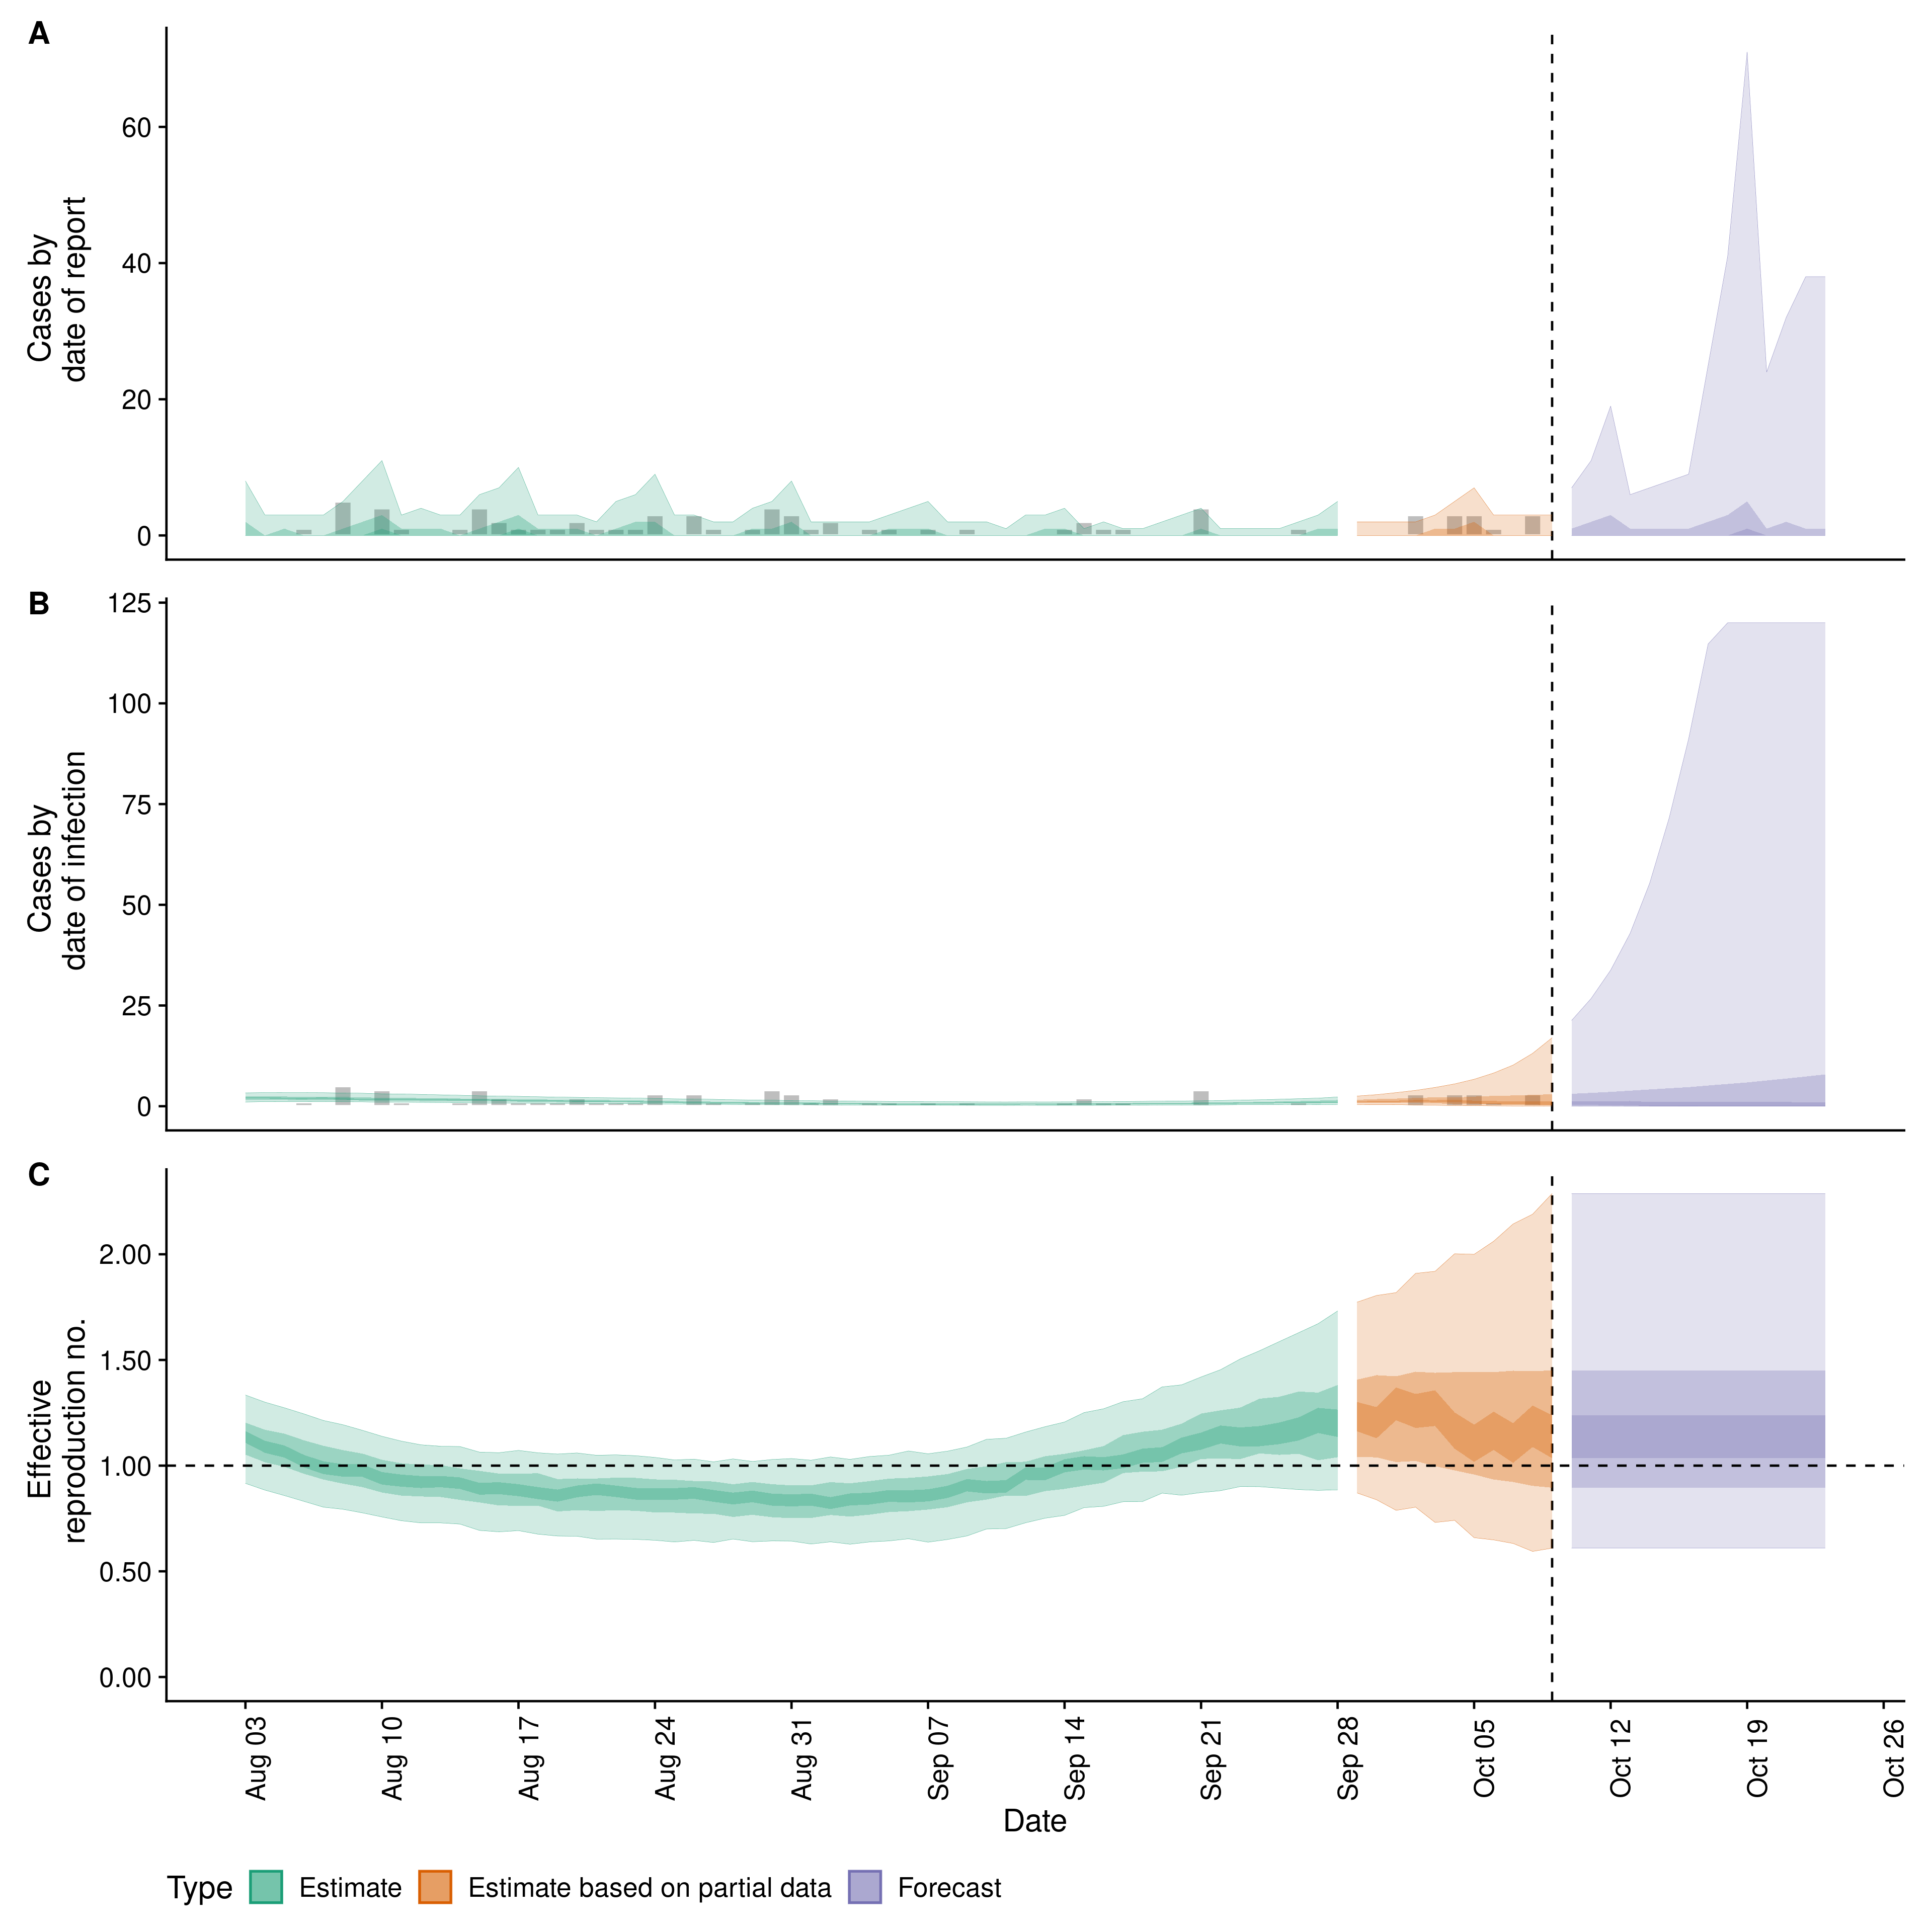 A
Cases by
date of report
60
40
20
0
B
Cases by
date of infection
125
100
75
50
25
0
C
Effective
reproduction no.
2.00
1.50
1.00
0.50
0.00
Aug 03
Aug 10
Aug 17
Aug 24
Aug 31
Sep 07
Sep 14
Sep 21
Sep 28
Oct 05
Oct 12
Oct 19
Oct 26
Date
Type Estimate Estimate based on partial data Forecast